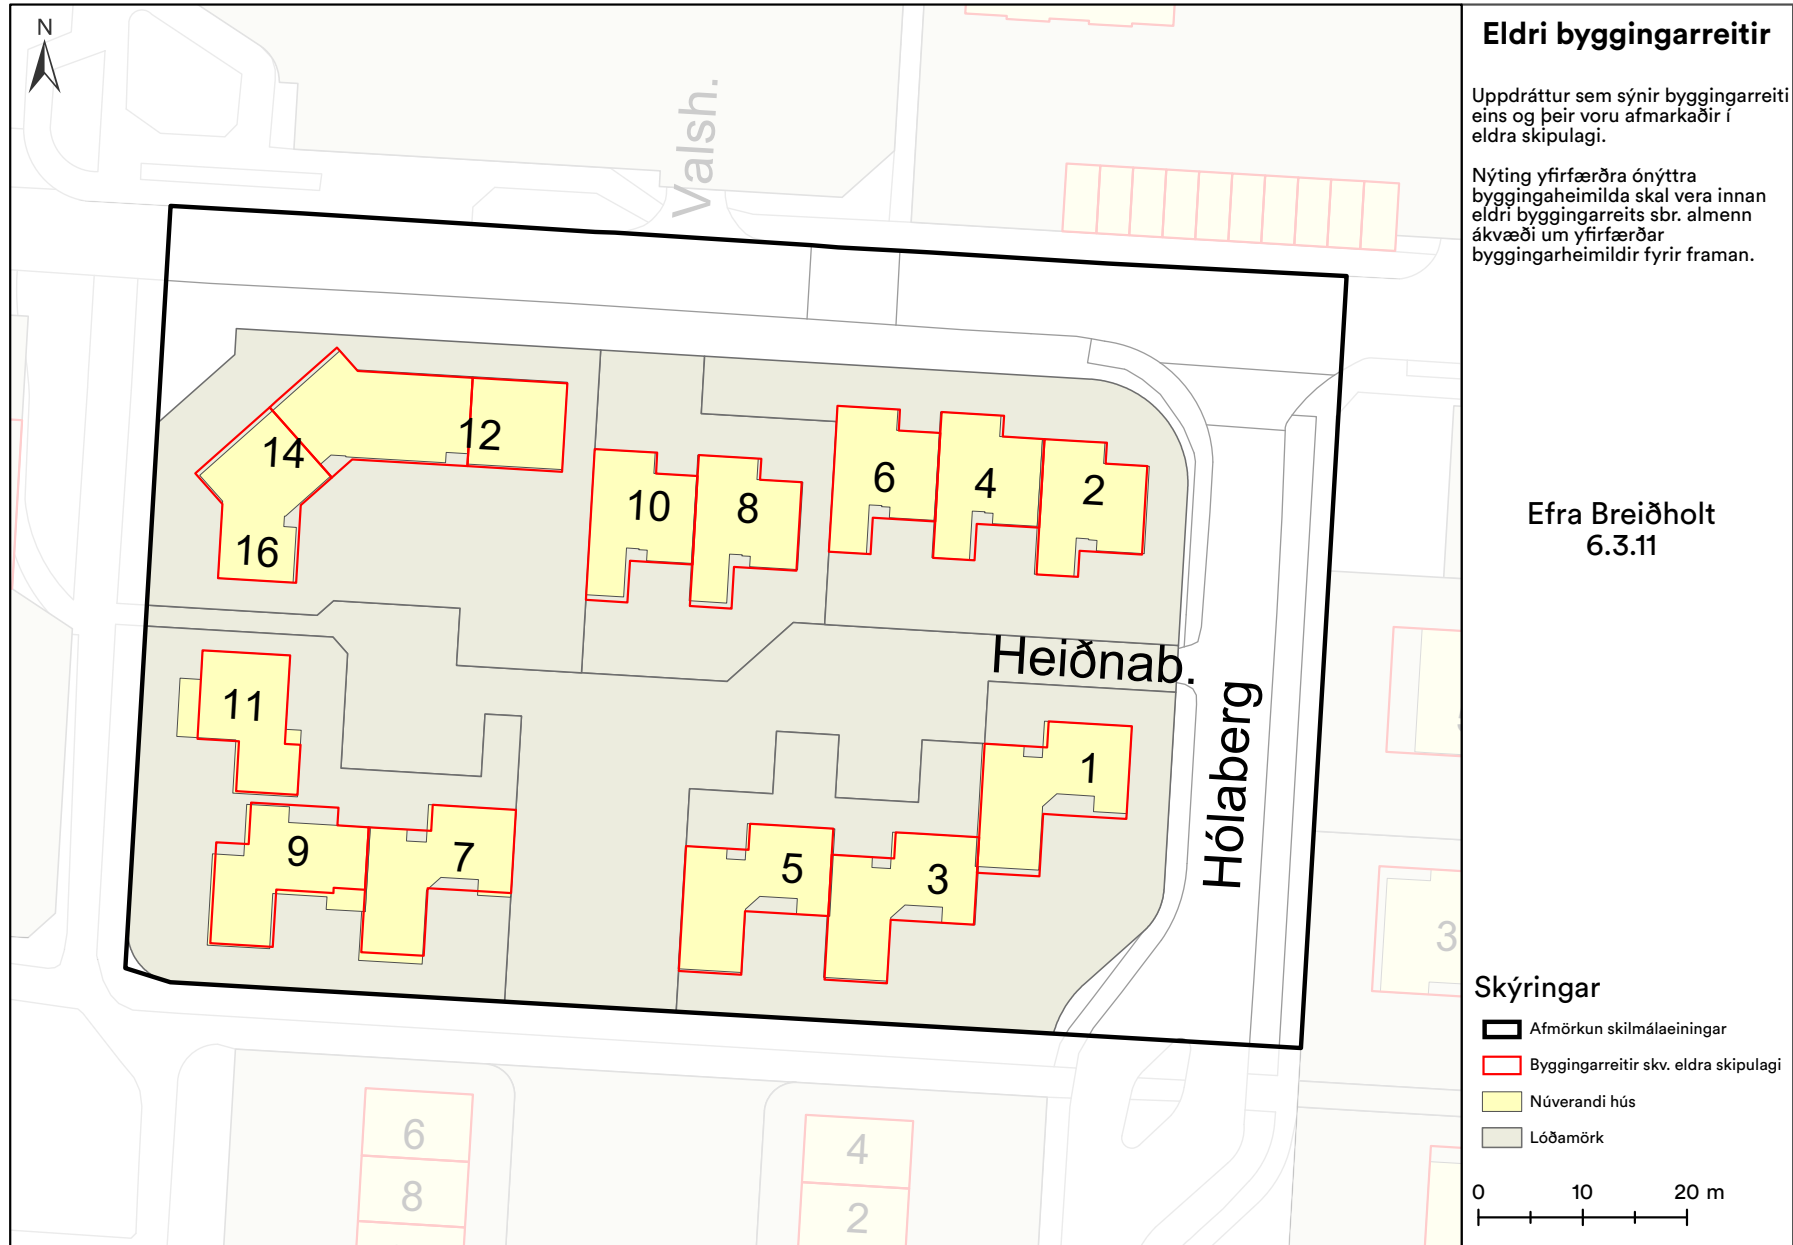 N
Valsh.
12
14
16
10
8
6
4
2
Heiðnab.
Hólaberg
11
9
7
5
3
1
6
8
4
2
3
Eldri byggingarreitir
Uppdráttur sem sýnir byggingarreiti
eins og þeir voru afmarkaðir í
eldra skipulagi.
Nýting yfirfærðra ónýttra
byggingaheimilda skal vera innan
eldri byggingarreits sbr. almenn
ákvæði um yfirfærðar
byggingarheimildir fyrir framan.
Efra Breiðholt
6.3.11
Skýringar
Afmörkun skilmálaeiningar
Byggingarreitir skv. eldra skipulagi
Núverandi hús
Lóðamörk
0 10 20 m